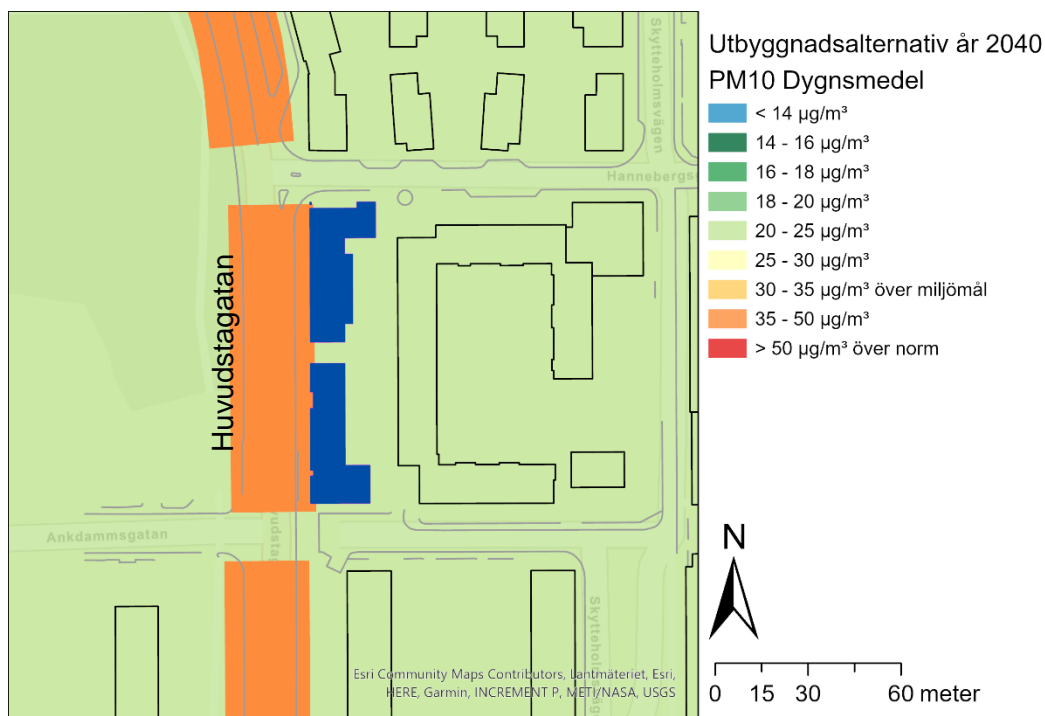 Skytteholmsvägen
Huvudstagatan
Ankdammsgatan
Skytteholmsväg
Esri Community Maps Contributors, Lantmäteriet, Esri,
HERE, Garmin, INCREMENT P, METI/NASA, USGS
Utbyggnadsalternativ år 2040
PM10 Dygnsmedel
< 14 µg/m³
14 - 16 µg/m³
16 - 18 µg/m³
18 - 20 µg/m³
20 - 25 µg/m³
25 - 30 µg/m³
30 - 35 µg/m³ över miljömål
35 - 50 µg/m³
> 50 µg/m³ över norm
N
0 15 30 60 meter